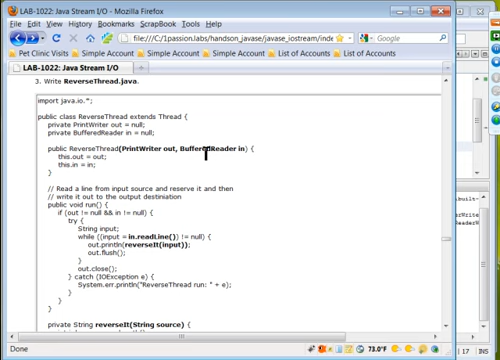 LAB-1022: Java Stream I/O - Mozilla Firefox
File Edit View History Bookmarks ScrapBook Tools Help
file:///C:/1passion.labs/handson_javase/javase_iostream/inde
google
Pet Clinic Visits Simple Account Simple Account List of Accounts List of Accounts
LAB-1022: Java Stream I/O
3. Write ReverseThread.java.
import java.io.*;
public class ReverseThread extends Thread {
private PrintWriter out = null;
private BufferedReader in = null;
public ReverseThread(PrintWriter out, BufferedReader in) {
this.out = out;
this.in = in;
}
// Read a line from input source and reserve it and then
// write it out to the output destiniation
public void run() {
if (out != null && in != null) {
try {
String input;
while ((input = in.readLine()) != null) {
out.println(reverseIt(input));
out.flush();
}
out.close();
} catch (IOException e) {
System.err.println("ReverseThread run: " + e);
}
}
}
private String reverseIt(String source) {
Done
73.0°F
17